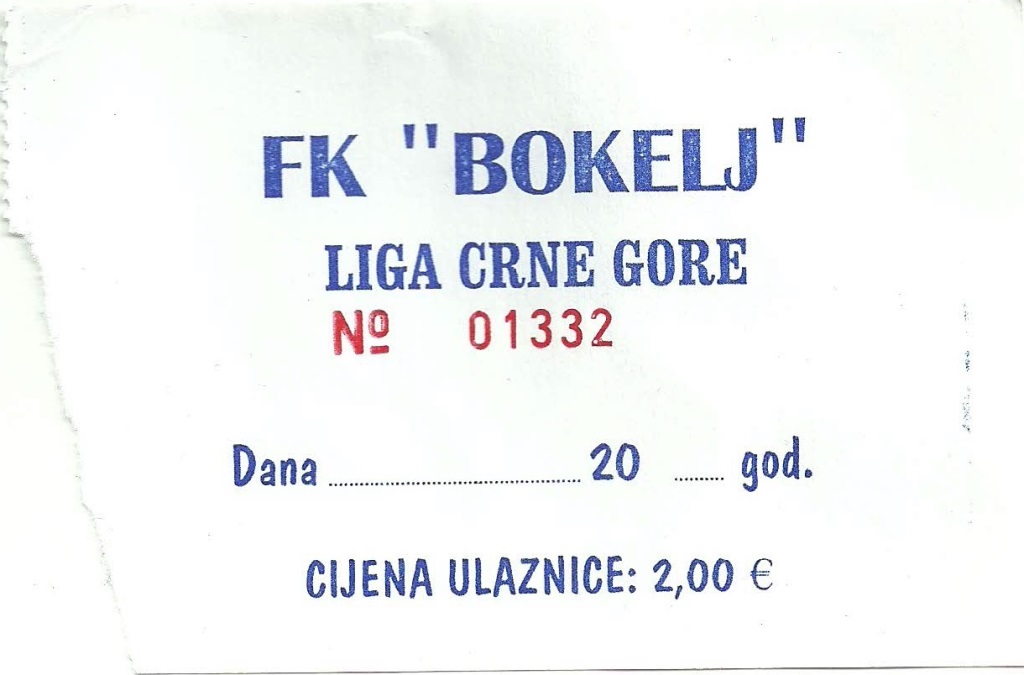 FK "BOKELJ"
LIGA CRNE GORE
Nº 01332
Dana ........................................ 20 ........ god.
CIJENA ULAZNICE: 2,00 €